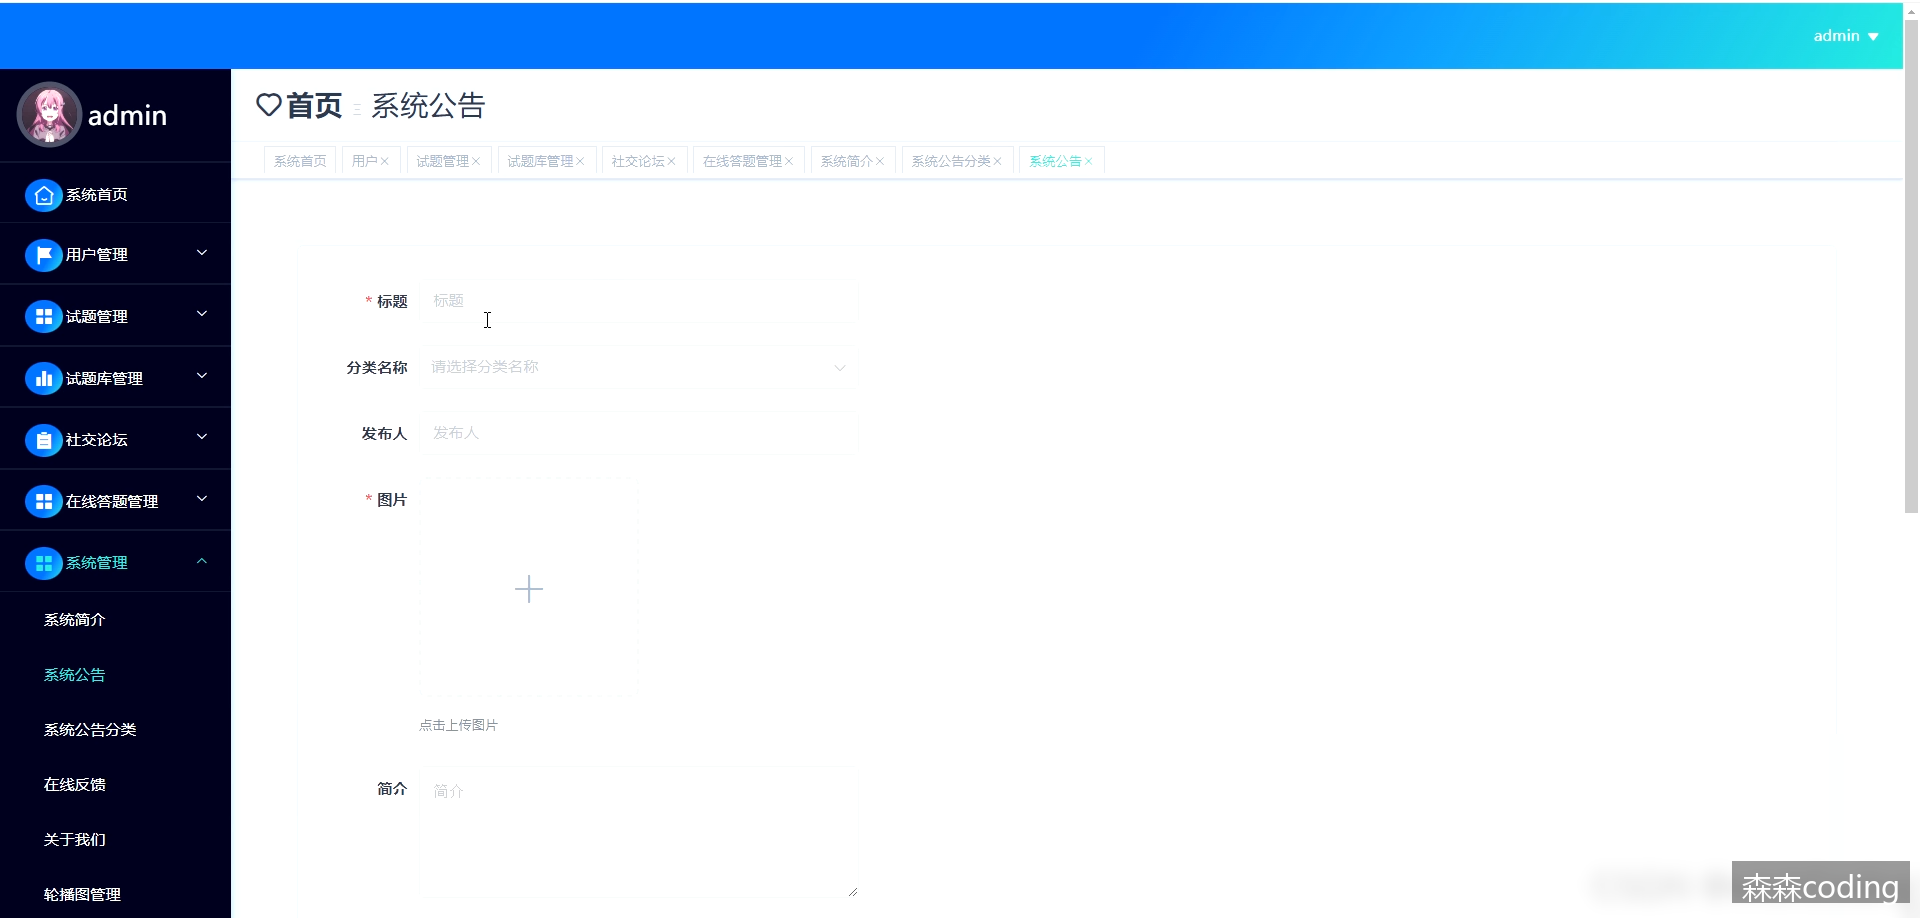 admin
admin
首页 系统公告
系统首页 用户 试题管理 试题库管理 社交论坛 在线答题管理 系统简介 系统公告分类 系统公告
系统首页
用户管理
试题管理
试题库管理
社交论坛
在线答题管理
系统管理
系统简介
系统公告
系统公告分类
在线反馈
关于我们
轮播图管理
* 标题 标题
分类名称 请选择分类名称
发布人 发布人
* 图片
点击上传图片
简介 简介
森森coding